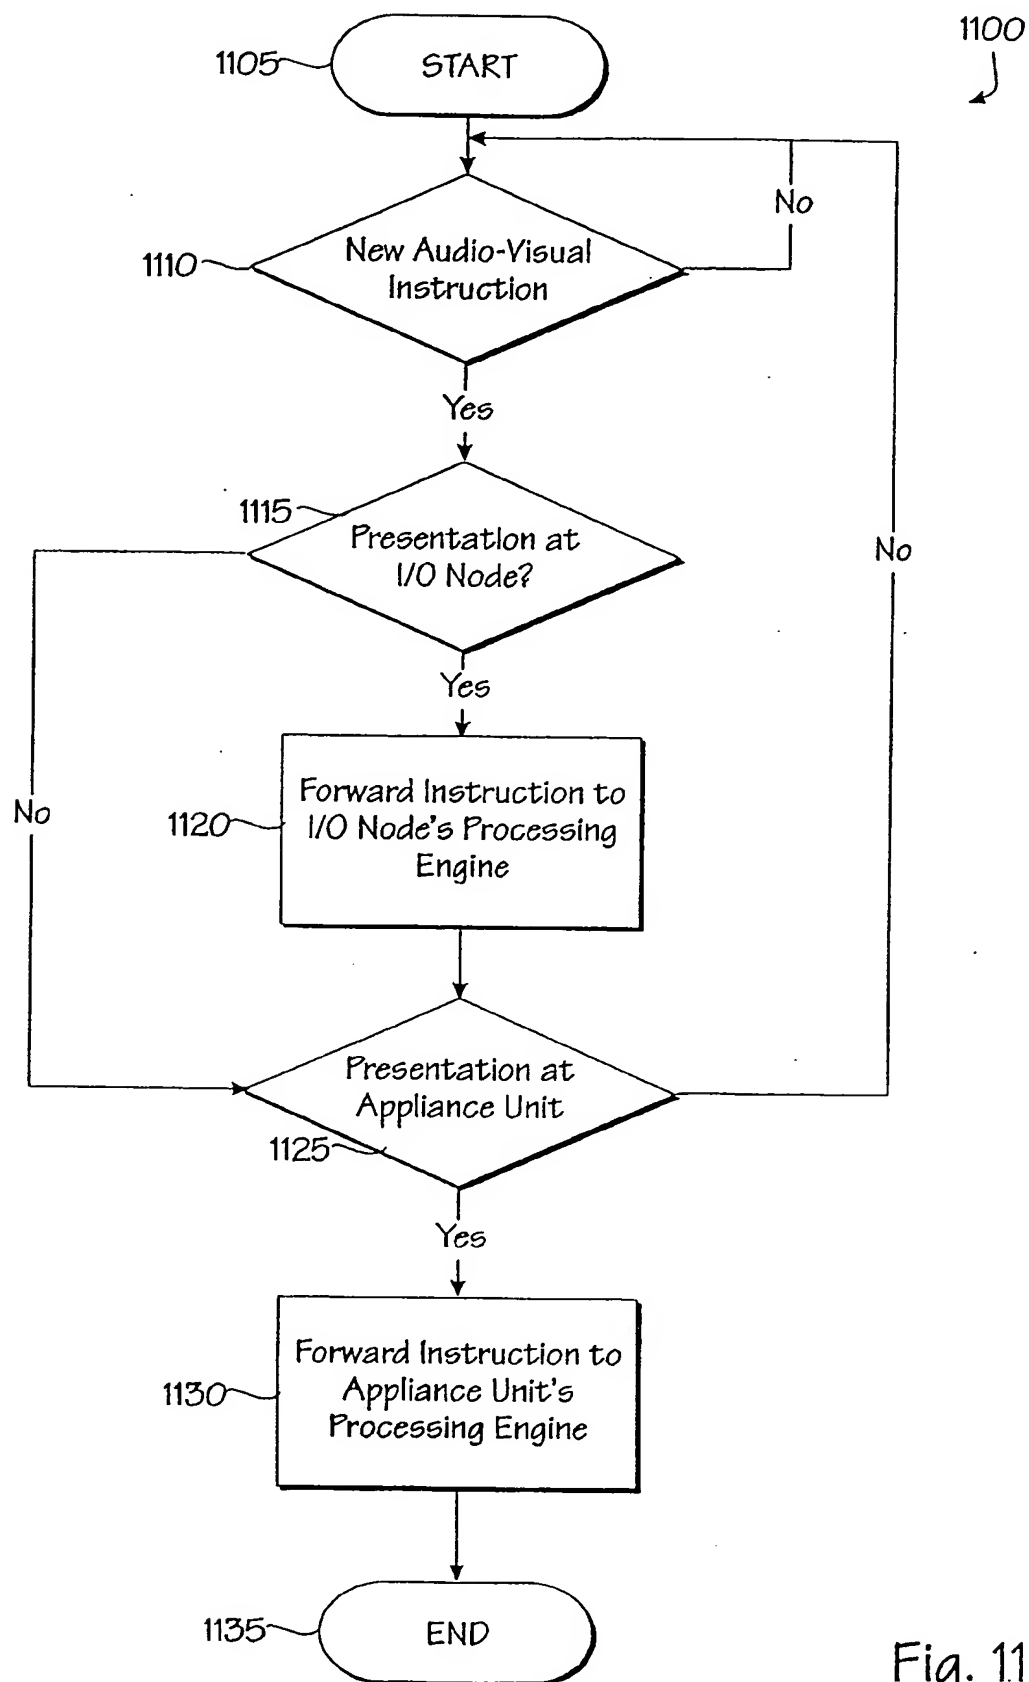 1100
1105
START
No
1110
New Audio-Visual
Instruction
Yes
1115
Presentation at
I/O Node?
No
Yes
No
1120
Forward Instruction to
I/O Node's Processing
Engine
Presentation at
Appliance Unit
1125
Yes
1130
Forward Instruction to
Appliance Unit's
Processing Engine
1135
END
Fig. 11